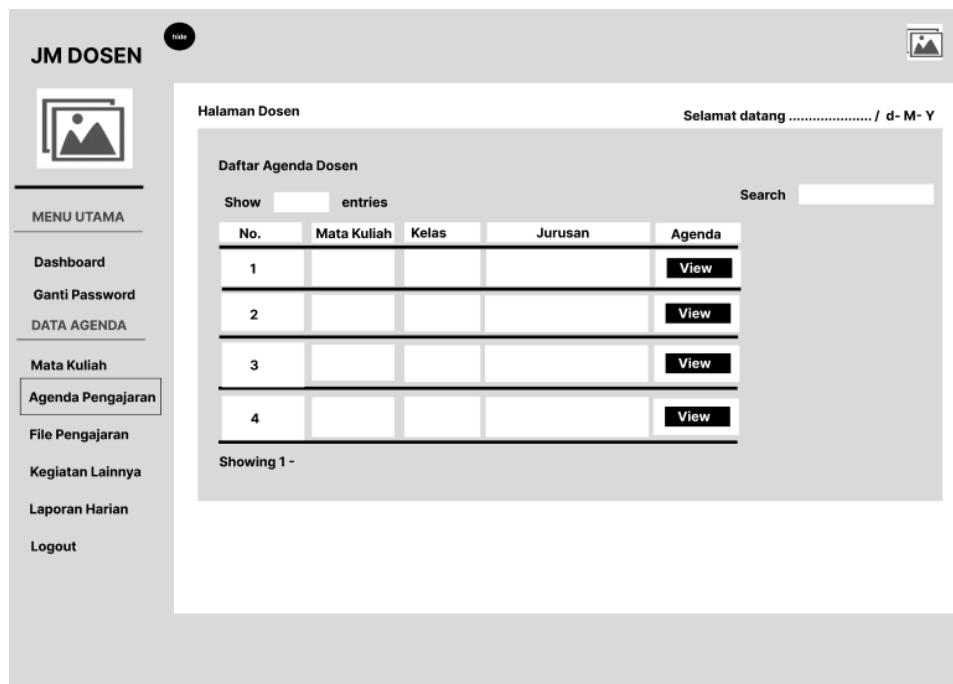 hide
JM DOSEN
MENU UTAMA
Dashboard
Ganti Password
DATA AGENDA
Mata Kuliah
Agenda Pengajaran
File Pengajaran
Kegiatan Lainnya
Laporan Harian
Logout
Halaman Dosen
Selamat datang ...................... / d- M- Y
Daftar Agenda Dosen
Show entries
Search
No. Mata Kuliah Kelas Jurusan Agenda
1 View
2 View
3 View
4 View
Showing 1 -